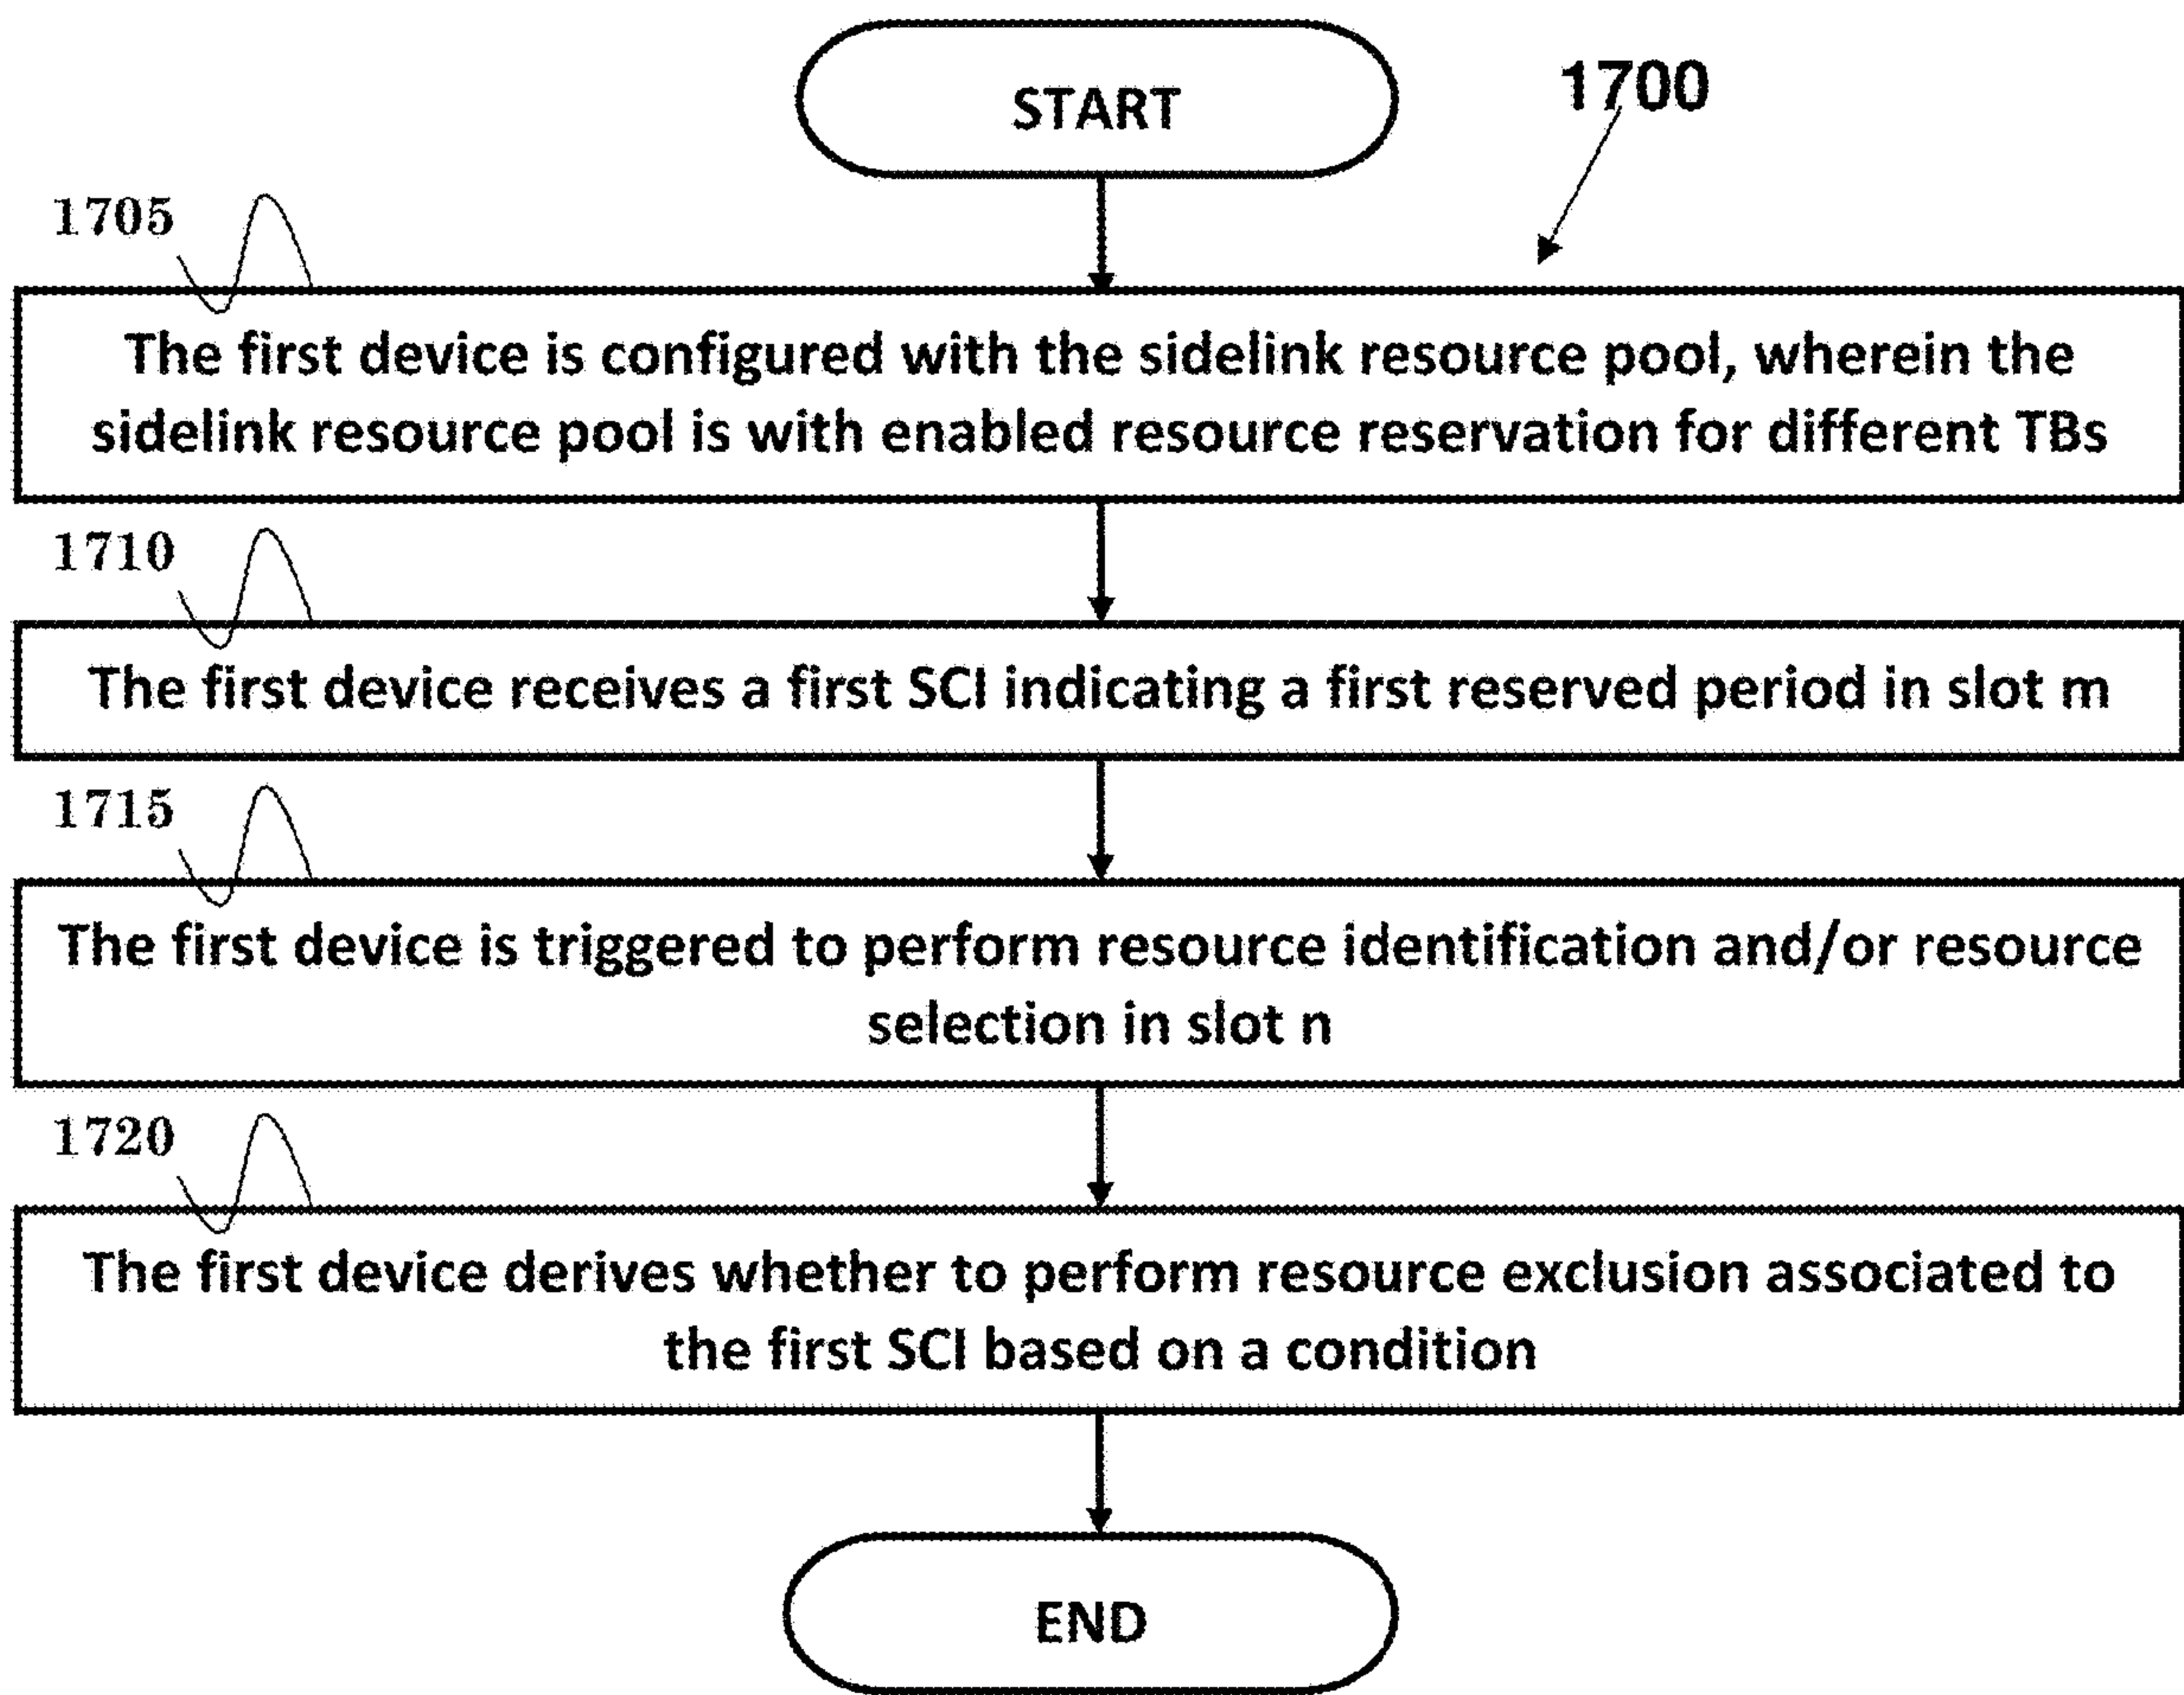 START
1700
1705
The first device is configured with the sidelink resource pool, wherein the
sidelink resource pool is with enabled resource reservation for different TBs
1710
The first device receives a first SCI indicating a first reserved period in slot m
1715
The first device is triggered to perform resource identification and/or resource
selection in slot n
1720
The first device derives whether to perform resource exclusion associated to
the first SCI based on a condition
END